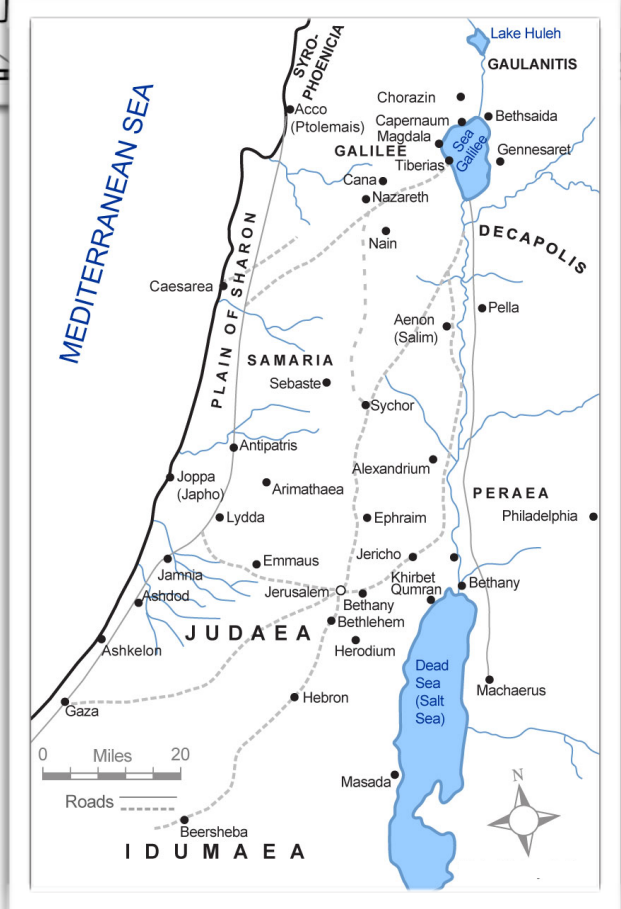 Lake Huleh
SYRO-
PHOENICIA
GAULANITIS
MEDITERRANEAN SEA
Chorazin
Acco
(Ptolemais)
Capernaum
Bethsaida
Magdala
Sea
Galilee
GALILEE
Gennesaret
Tiberias
Cana
Nazareth
Nain
DECAPOLIS
PLAIN OF SHARON
Caesarea
Pella
Aenon
(Salim)
SAMARIA
Sebaste
Sychor
Antipatris
Alexandrium
Joppa
(Japho)
Arimathaea
PERAEA
Lydda
Ephraim
Philadelphia
Emmaus
Jericho
Jamnia
Khirbet
Qumran
Bethany
Jerusalem
Ashdod
Bethany
Bethlehem
JUDAEA
Ashkelon
Herodium
Dead
Sea
(Salt
Sea)
Machaerus
Hebron
Gaza
0 Miles 20
Roads
Masada
N
Beersheba
IDUMAEA